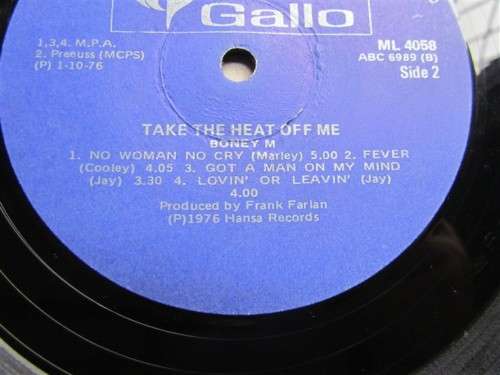 Gallo
1,3,4. M.P.A.
2. Preeuss (MCPS)
(P) 1-10-76
ML 4058
ABC 6989 (B)
Side 2
TAKE THE HEAT OFF ME
BONEY M
1. NO WOMAN NO CRY (Marley) 5.00 2. FEVER
(Cooley) 4.05 3. GOT A MAN ON MY MIND
(Jay) 3.30 4. LOVIN' OR LEAVIN' (Jay)
4.00
Produced by Frank Farlan
(P)1976 Hansa Records